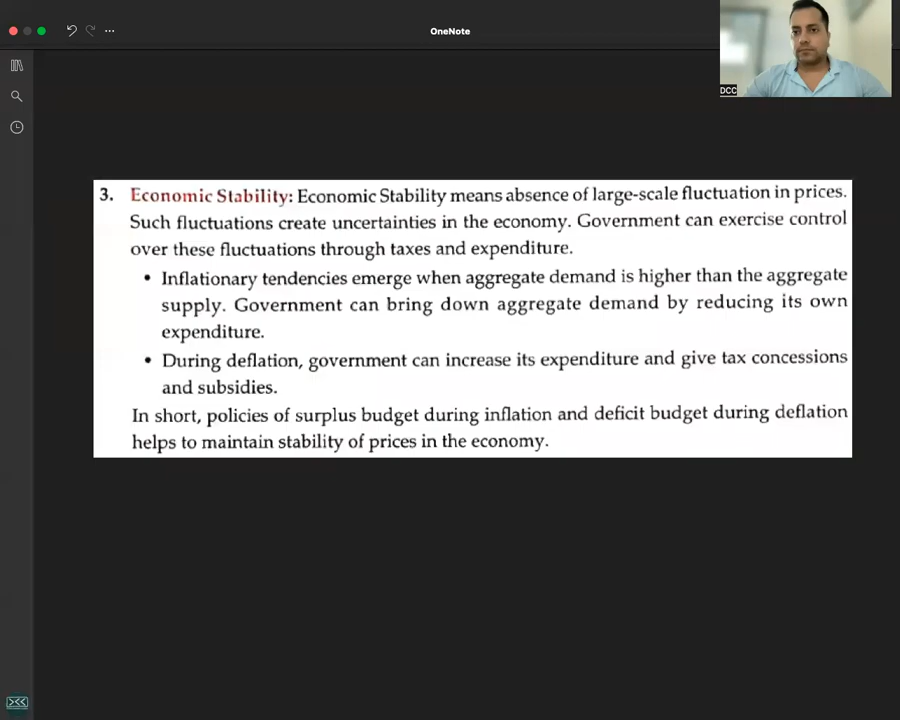 OneNote
DCC
3. Economic Stability: Economic Stability means absence of large-scale fluctuation in prices.
Such fluctuations create uncertainties in the economy. Government can exercise control
over these fluctuations through taxes and expenditure.
• Inflationary tendencies emerge when aggregate demand is higher than the aggregate
supply. Government can bring down aggregate demand by reducing its own
expenditure.
• During deflation, government can increase its expenditure and give tax concessions
and subsidies.
In short, policies of surplus budget during inflation and deficit budget during deflation
helps to maintain stability of prices in the economy.